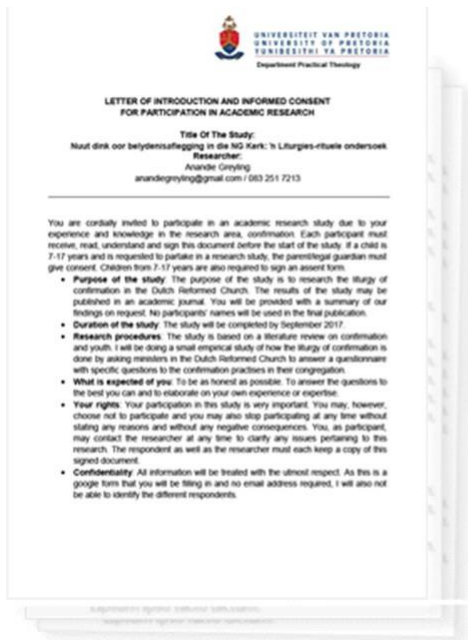 UNIVERSITEIT VAN PRETORIA
UNIVERSITY OF PRETORIA
YUNIBESITHI YA PRETORIA
Department Practical Theology
LETTER OF INTRODUCTION AND INFORMED CONSENT
FOR PARTICIPATION IN ACADEMIC RESEARCH
Title Of The Study:
Nuut dink oor belydenisaflegging in die NG Kerk: 'n Liturgies-rituele ondersoek
Researcher:
Anandie Greyling
anandiegreyling@gmail.com / 083 251 7213
You are cordially invited to participate in an academic research study due to your
experience and knowledge in the research area, confirmation. Each participant must
receive, read, understand and sign this document before the start of the study. If a child is
7-17 years and is requested to partake in a research study, the parent/legal guardian must
give consent. Children from 7-17 years are also required to sign an assent form.
• Purpose of the study: The purpose of the study is to research the liturgy of
confirmation in the Dutch Reformed Church. The results of the study may be
published in an academic journal. You will be provided with a summary of our
findings on request. No participants' names will be used in the final publication.
• Duration of the study: The study will be completed by September 2017.
• Research procedures: The study is based on a literature review on confirmation
and youth. I will be doing a small empirical study of how the liturgy of confirmation is
done by asking ministers in the Dutch Reformed Church to answer a questionnaire
with specific questions to the confirmation practises in their congregation.
• What is expected of you: To be as honest as possible. To answer the questions to
the best you can and to elaborate on your own experience or expertise.
• Your rights: Your participation in this study is very important. You may, however,
choose not to participate and you may also stop participating at any time without
stating any reasons and without any negative consequences. You, as participant,
may contact the researcher at any time to clarify any issues pertaining to this
research. The respondent as well as the researcher must each keep a copy of this
signed document.
• Confidentiality: All information will be treated with the utmost respect. As this is a
google form that you will be filling in and no email address required, I will also not
be able to identify the different respondents.